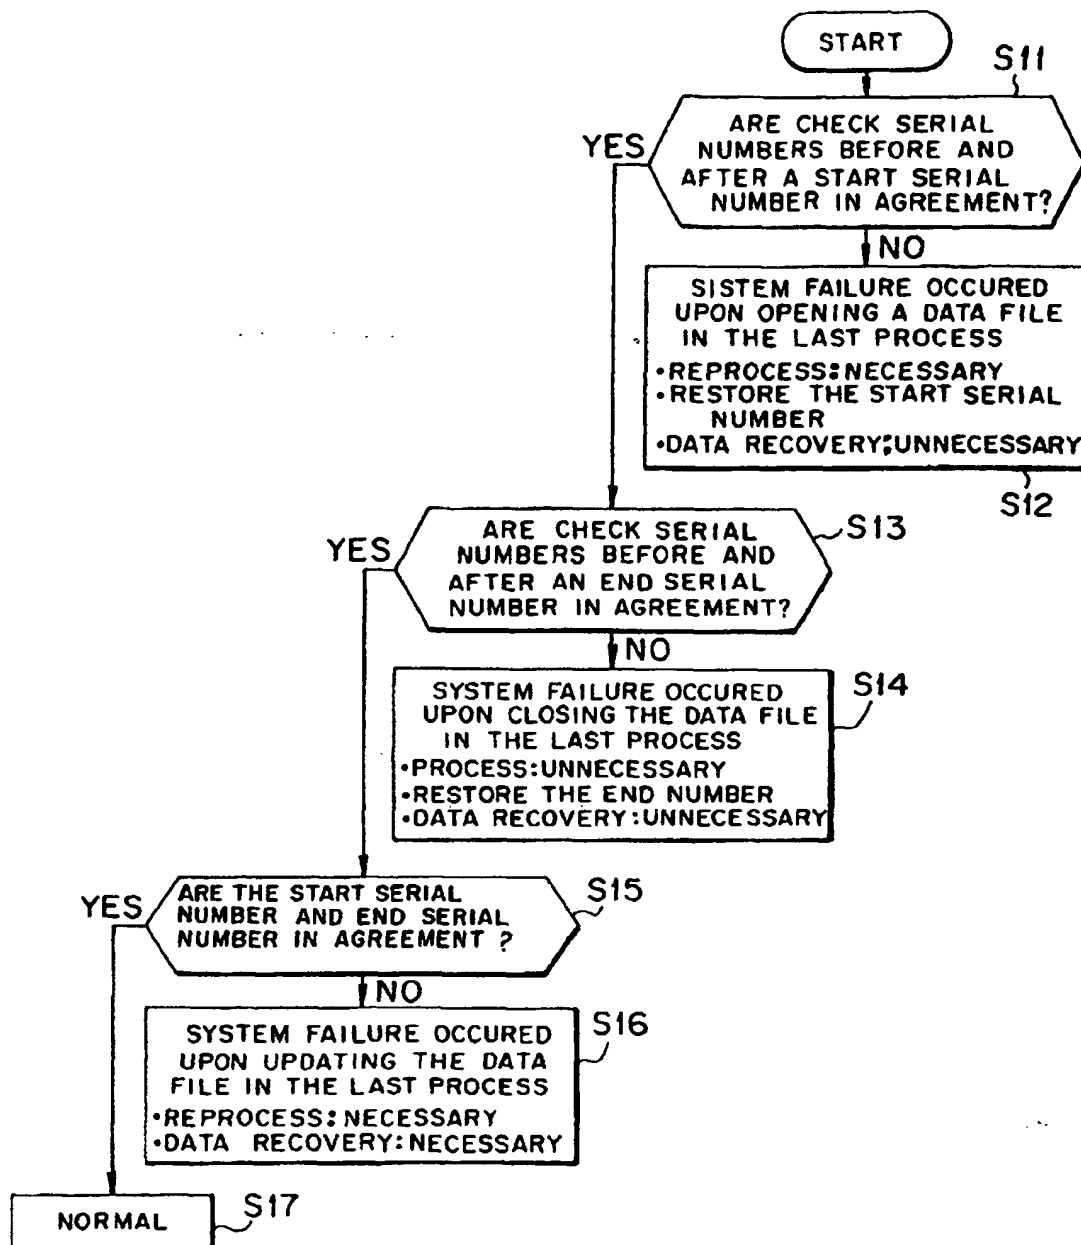 START
S11
ARE CHECK SERIAL
NUMBERS BEFORE AND
AFTER A START SERIAL
NUMBER IN AGREEMENT?
YES
NO
SISTEM FAILURE OCCURED
UPON OPENING A DATA FILE
IN THE LAST PROCESS
•REPROCESS:NECESSARY
•RESTORE THE START SERIAL
NUMBER
•DATA RECOVERY:UNNECESSARY
S12
ARE CHECK SERIAL
NUMBERS BEFORE AND
AFTER AN END SERIAL
NUMBER IN AGREEMENT?
S13
YES
NO
SYSTEM FAILURE OCCURED
UPON CLOSING THE DATA FILE
IN THE LAST PROCESS
•PROCESS:UNNECESSARY
•RESTORE THE END NUMBER
•DATA RECOVERY:UNNECESSARY
S14
ARE THE START SERIAL
NUMBER AND END SERIAL
NUMBER IN AGREEMENT ?
S15
YES
NO
SYSTEM FAILURE OCCURED
UPON UPDATING THE DATA
FILE IN THE LAST PROCESS
•REPROCESS:NECESSARY
•DATA RECOVERY:NECESSARY
S16
NORMAL
S17